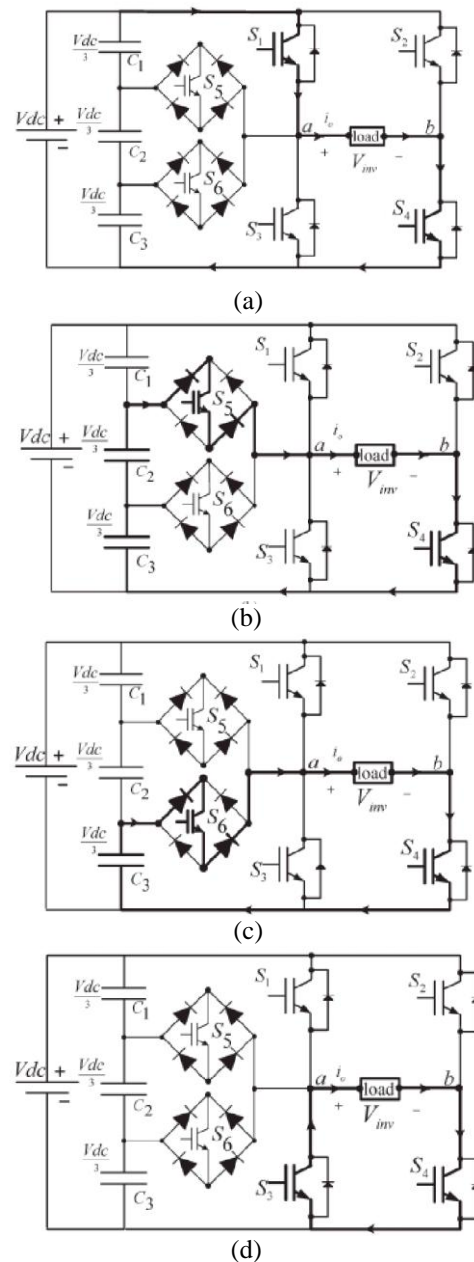 Vdc/3 C1 S1 S2
S5
Vdc + − Vdc/3 C2 a io load b
+ Vinv −
S6
Vdc/3 C3 S3 S4
(a)
Vdc/3 C1 S1 S2
S5
Vdc + − Vdc/3 C2 a io load b
+ Vinv −
S6
Vdc/3 C3 S3 S4
(b)
Vdc/3 C1 S1 S2
S5
Vdc + − Vdc/3 C2 a io load b
+ Vinv −
S6
Vdc/3 C3 S3 S4
(c)
Vdc/3 C1 S1 S2
S5
Vdc + − Vdc/3 C2 a io load b
+ Vinv −
S6
Vdc/3 C3 S3 S4
(d)